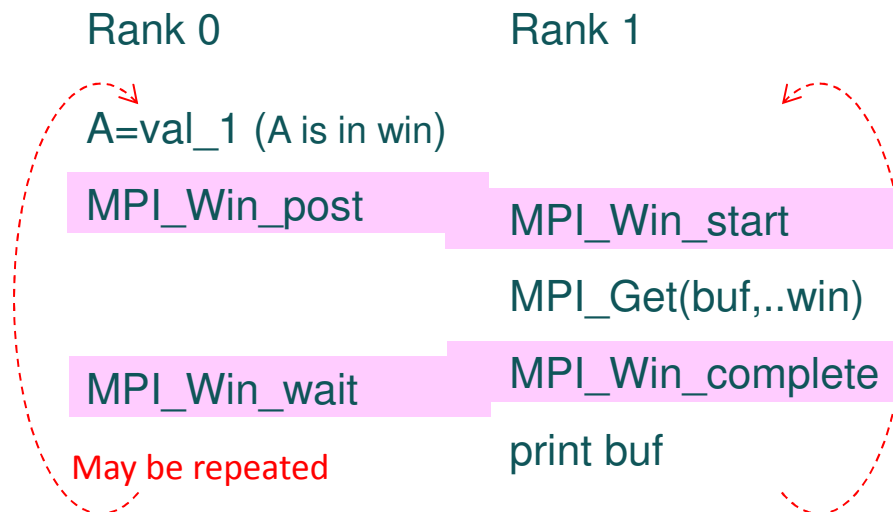 Rank 0
A=val_1 (A is in win)
MPI_Win_post
MPI_Win_wait
May be repeated
Rank 1
MPI_Win_start
MPI_Get(buf,..win)
MPI_Win_complete
print buf